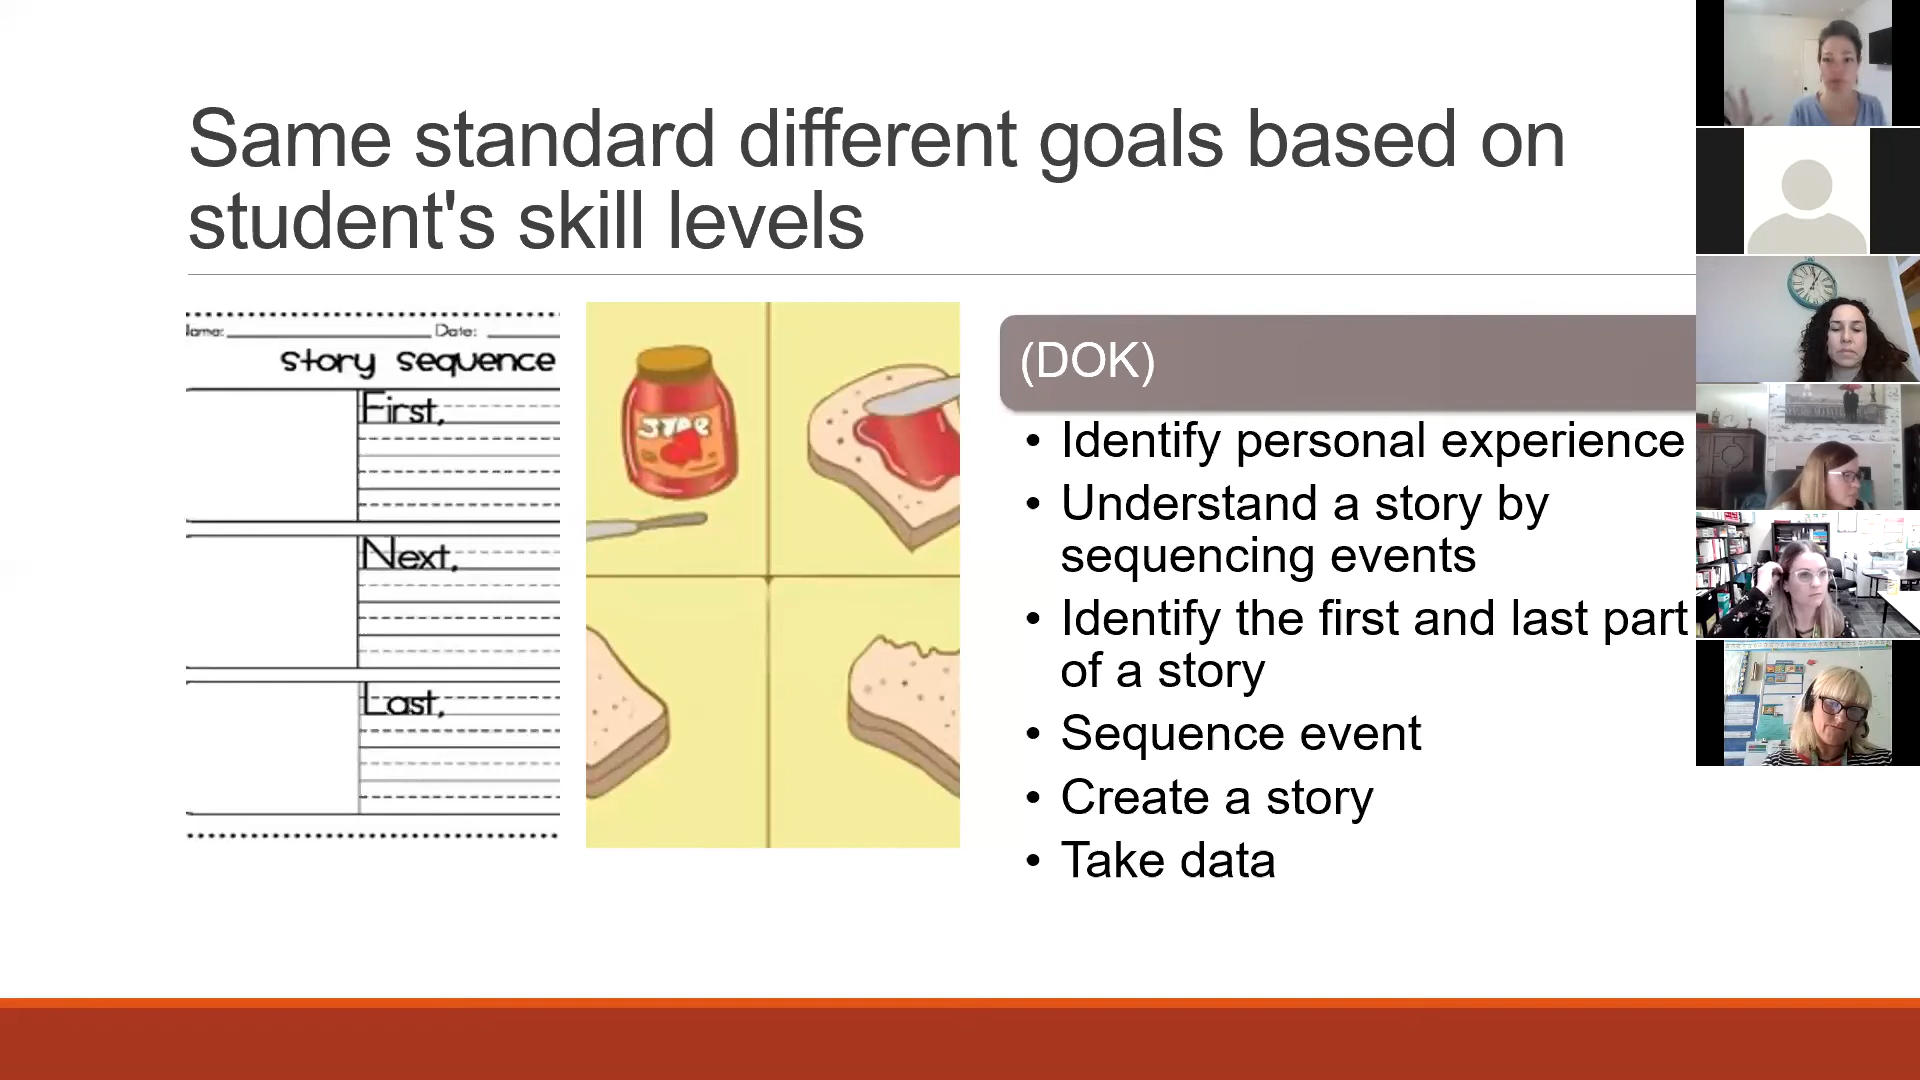 Same standard different goals based on
student's skill levels
Name: Date:
story sequence
First,
Next,
Last,
(DOK)
• Identify personal experience
• Understand a story by
sequencing events
• Identify the first and last part
of a story
• Sequence event
• Create a story
• Take data